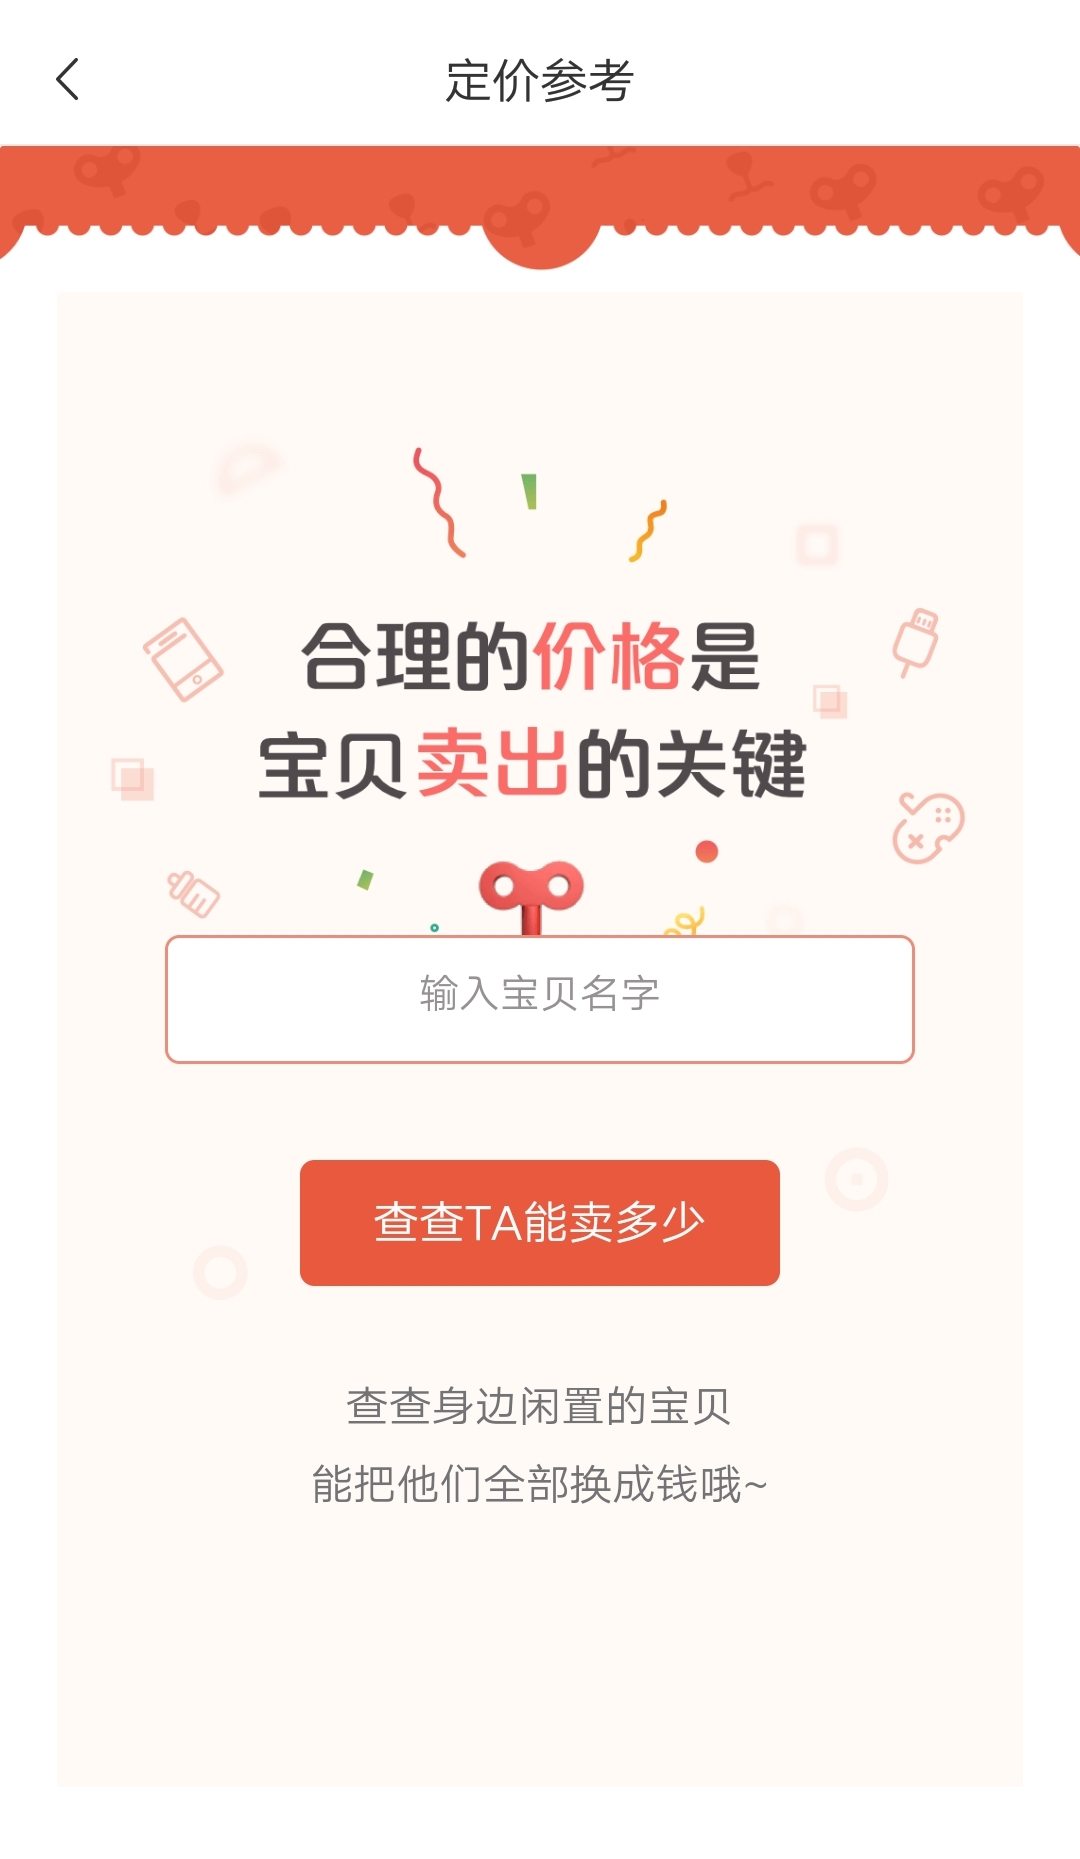 定价参考
合理的价格是
宝贝卖出的关键
输入宝贝名字
查查TA能卖多少
查查身边闲置的宝贝
能把他们全部换成钱哦~